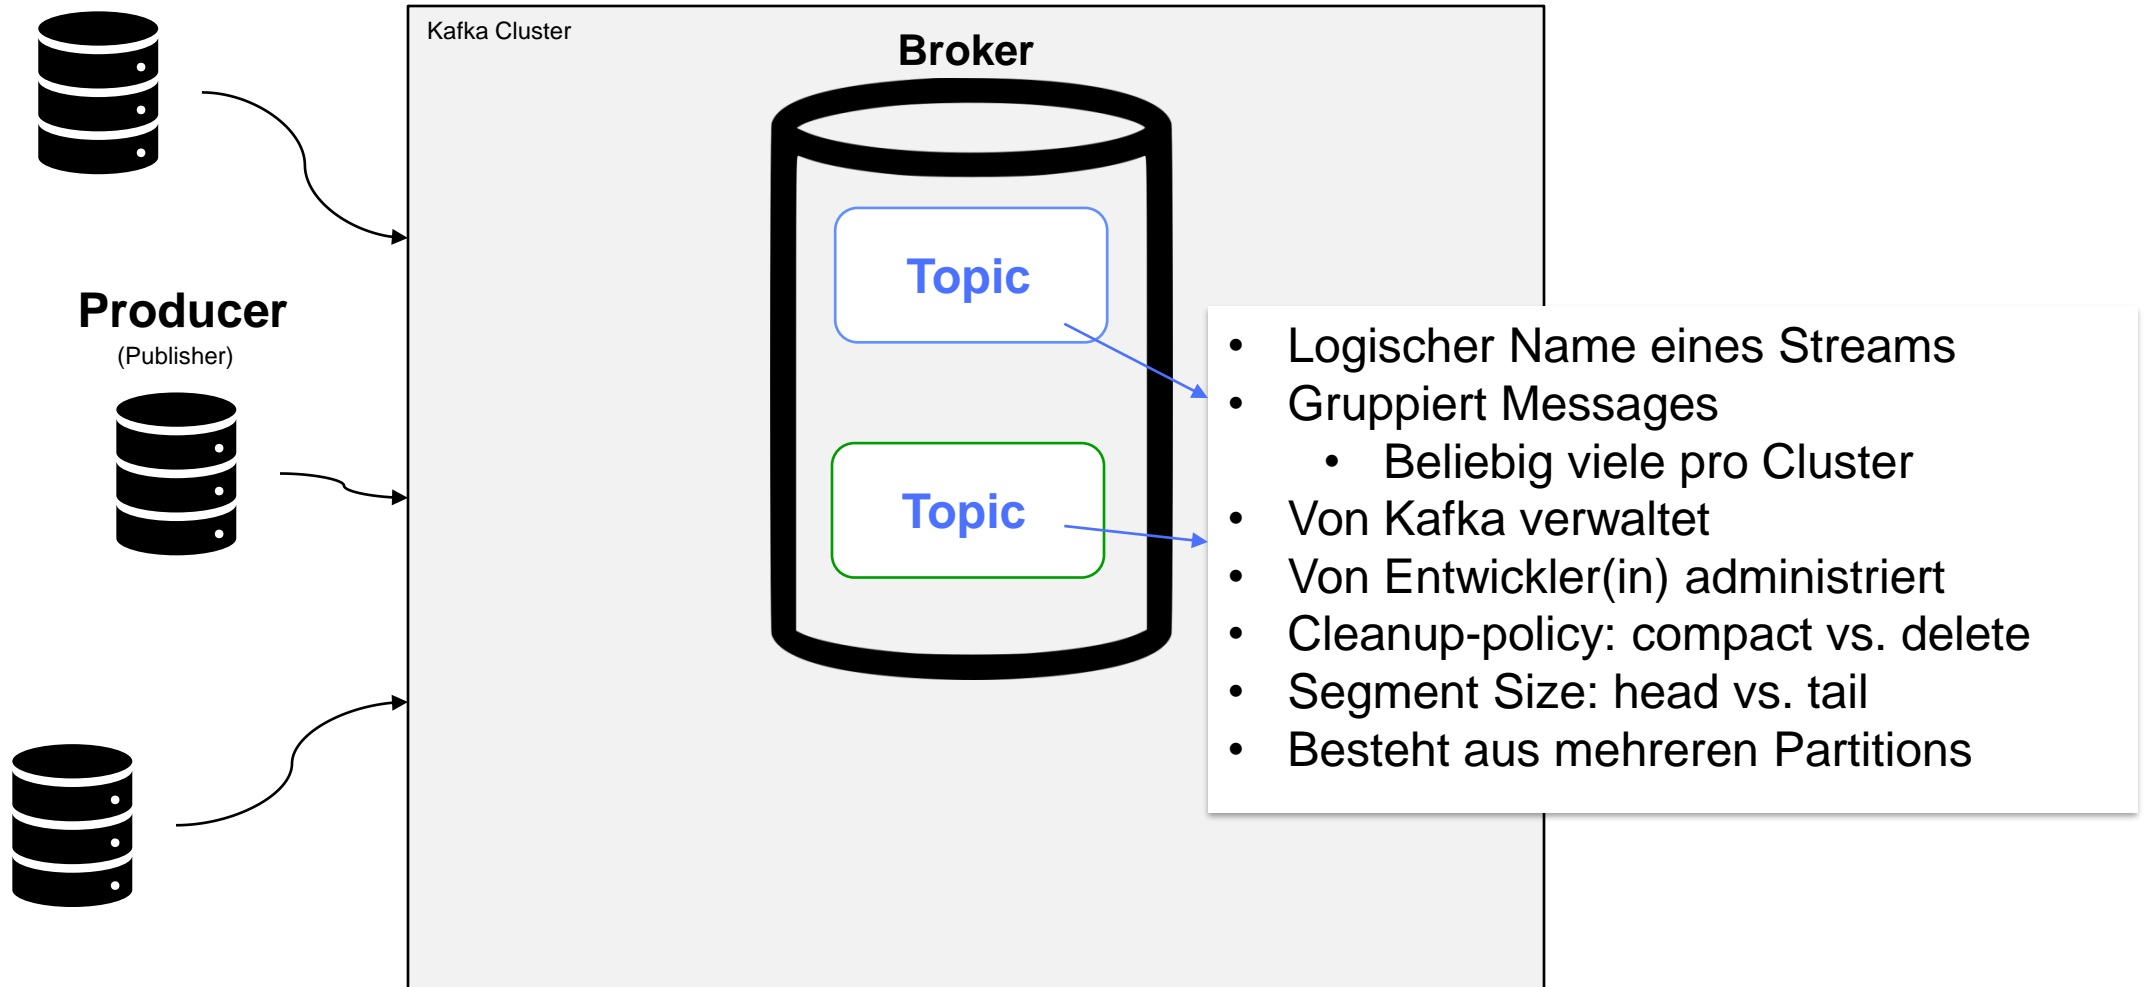 Kafka Cluster
Broker
Topic
Producer
(Publisher)
Topic
• Logischer Name eines Streams
• Gruppiert Messages
• Beliebig viele pro Cluster
• Von Kafka verwaltet
• Von Entwickler(in) administriert
• Cleanup-policy: compact vs. delete
• Segment Size: head vs. tail
• Besteht aus mehreren Partitions